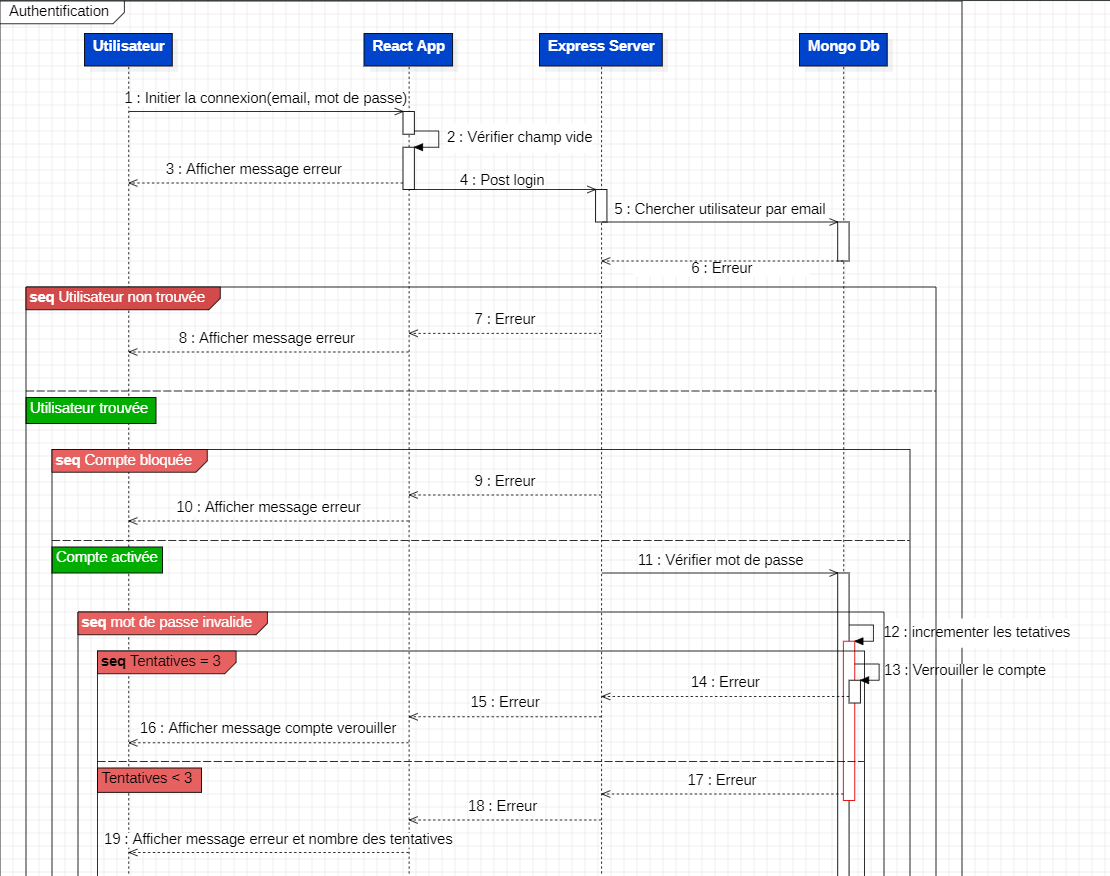 Authentification
Utilisateur
React App
Express Server
Mongo Db
1 : Initier la connexion(email, mot de passe)
2 : Vérifier champ vide
3 : Afficher message erreur
4 : Post login
5 : Chercher utilisateur par email
6 : Erreur
seq Utilisateur non trouvée
7 : Erreur
8 : Afficher message erreur
Utilisateur trouvée
seq Compte bloquée
9 : Erreur
10 : Afficher message erreur
Compte activée
11 : Vérifier mot de passe
seq mot de passe invalide
12 : incrementer les tetatives
seq Tentatives = 3
13 : Verrouiller le compte
14 : Erreur
15 : Erreur
16 : Afficher message compte verouiller
Tentatives < 3
17 : Erreur
18 : Erreur
19 : Afficher message erreur et nombre des tentatives